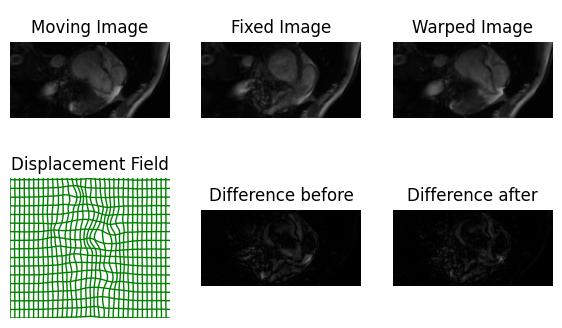 Moving Image
Fixed Image
Warped Image
Displacement Field
Difference before
Difference after